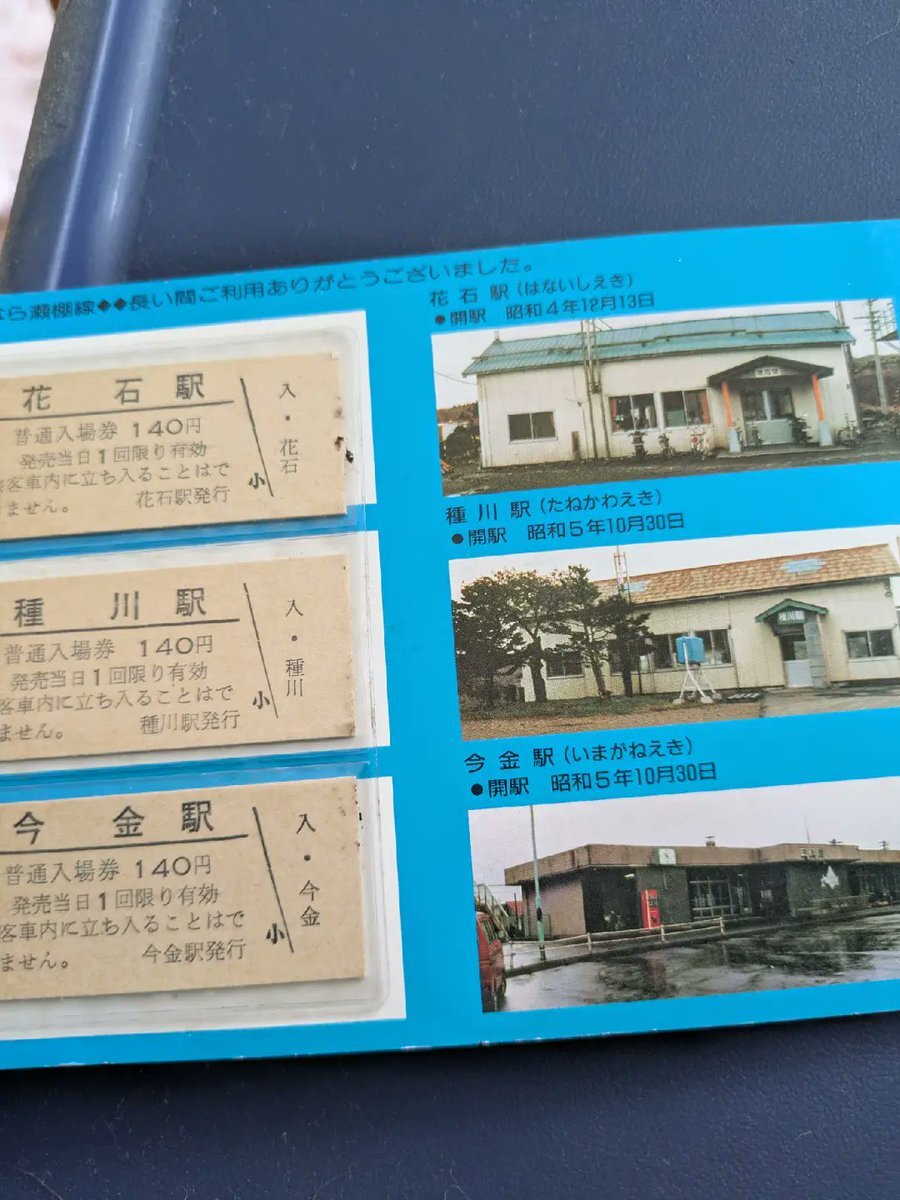 なら瀬棚線◆◆長い間ご利用ありがとうございました。
花石駅
普通入場券 140円
発売当日1回限り有効
客車内に立ち入ることはで
ません。 花石駅発行
小
入・花石
種川駅
普通入場券 140円
発売当日1回限り有効
客車内に立ち入ることはで
ません。 種川駅発行
小
入・種川
今金駅
普通入場券 140円
発売当日1回限り有効
客車内に立ち入ることはで
ません。 今金駅発行
小
入・今金
花石駅(はないしえき)
●開駅 昭和4年12月13日
花石駅
種川駅(たねかわえき)
●開駅 昭和5年10月30日
種川駅
今金駅(いまがねえき)
●開駅 昭和5年10月30日
今金駅